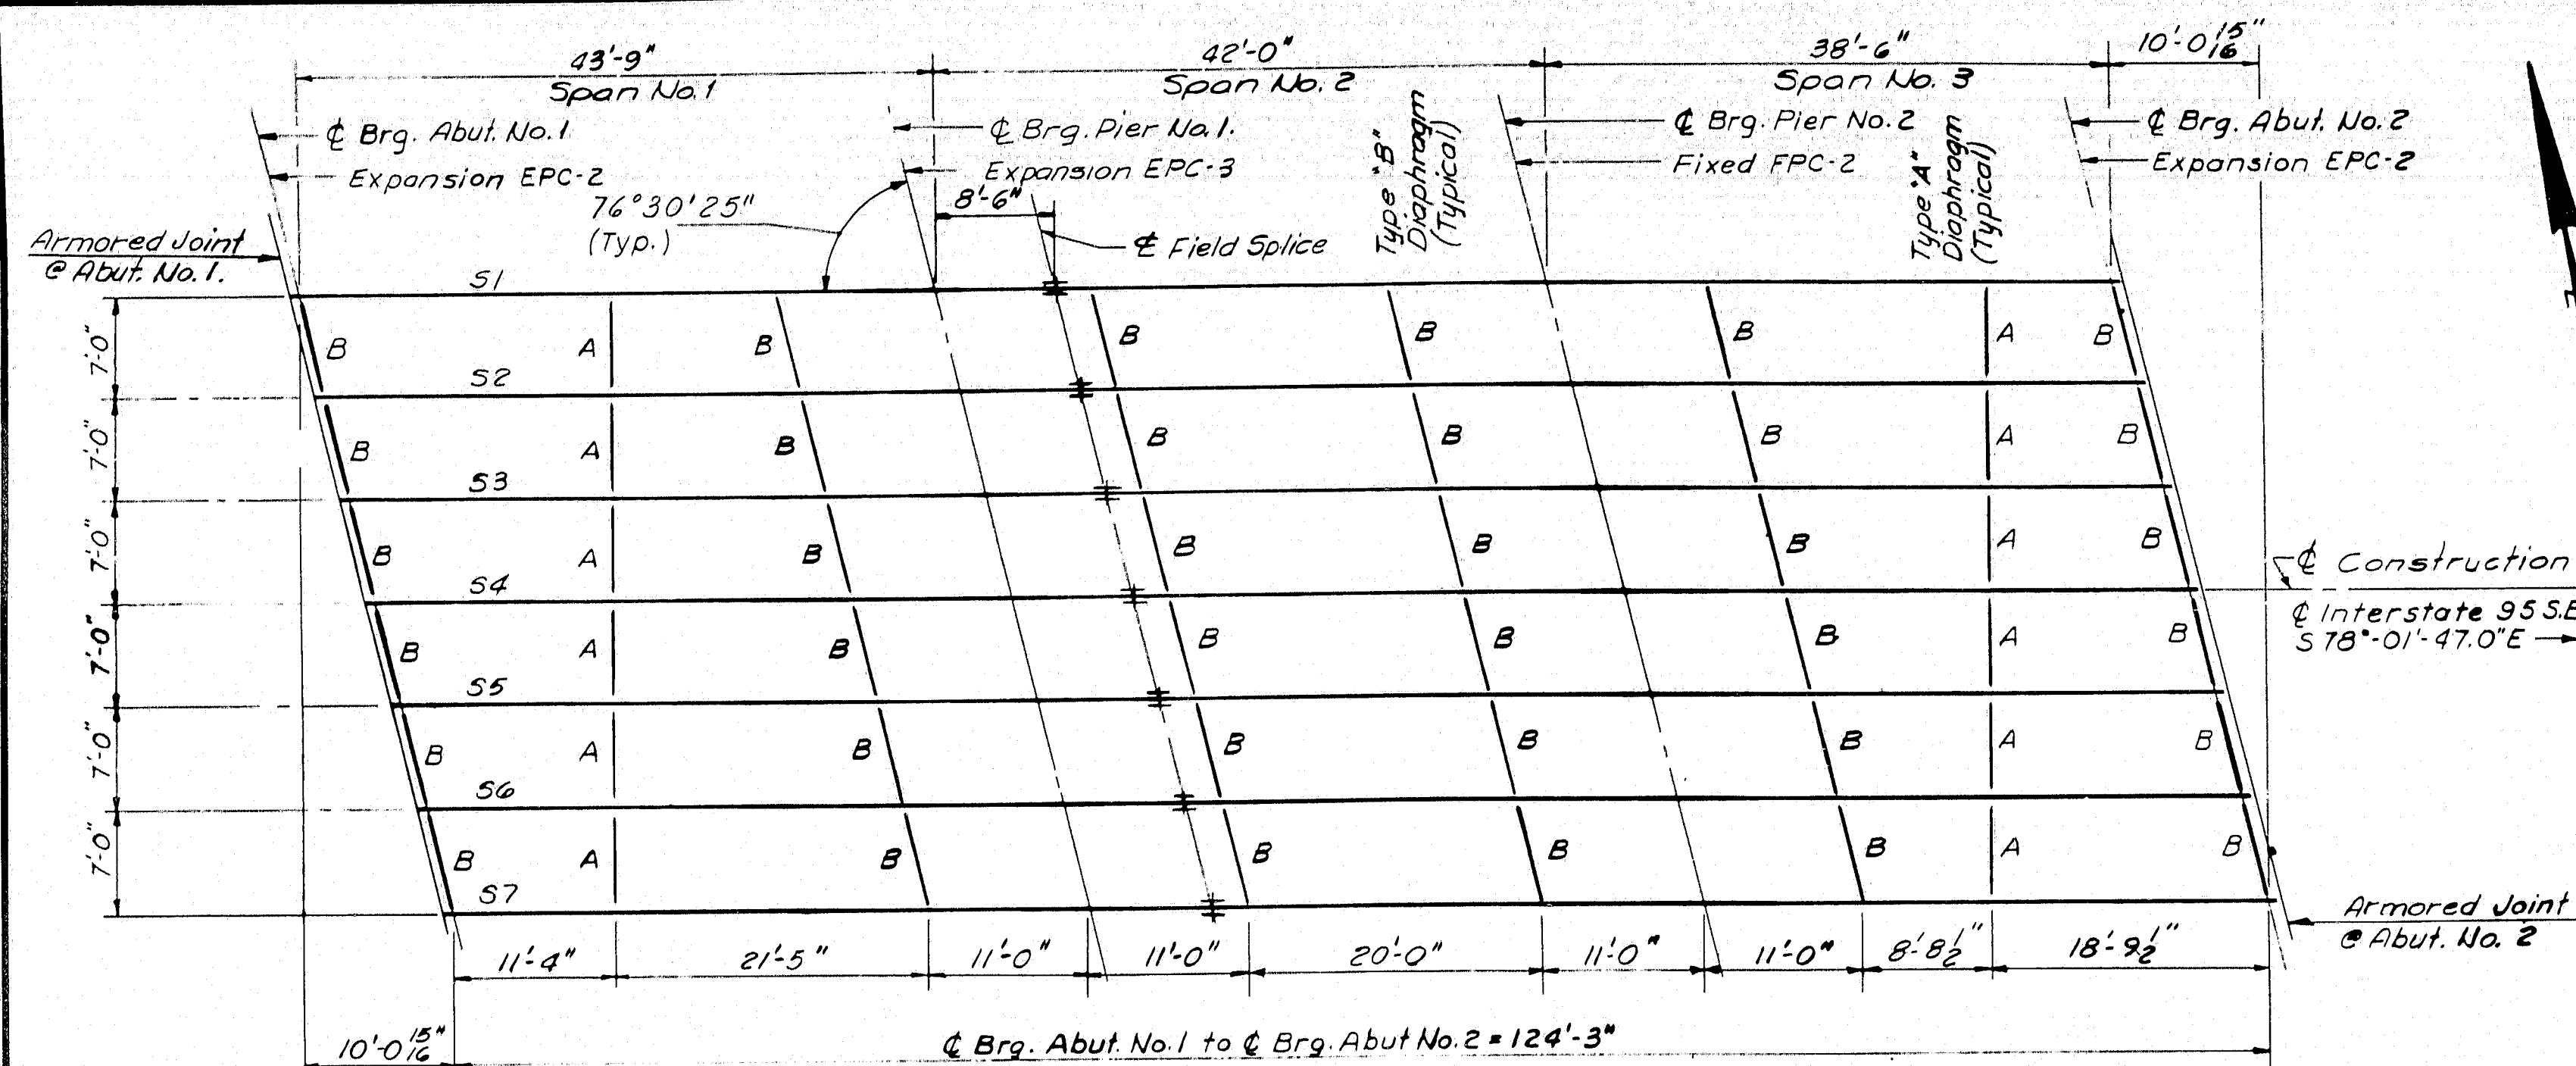 43'-9"
Span No. 1
42'-0"
Span No. 2
38'-6"
Span No. 3
10'-0 15/16"
℄ Brg. Abut. No. 1
Expansion EPC-2
℄ Brg. Pier No. 1.
Expansion EPC-3
Type "B"
Diaphragm
(Typical)
℄ Brg. Pier No. 2
Fixed FPC-2
Type "A"
Diaphragm
(Typical)
℄ Brg. Abut. No. 2
Expansion EPC-2
76°30'25"
(Typ.)
8'-6"
℄ Field Splice
Armored Joint
@ Abut. No. 1.
S1
7'-0"
B A B B B B A B
S2
7'-0"
B A B B B B A B
S3
7'-0"
B A B B B B A B
S4
℄ Construction
℄ Interstate 95 S.B
S 78°-01'-47.0"E
7'-0"
B A B B B B A B
S5
7'-0"
B A B B B B A B
S6
7'-0"
B A B B B B A B
S7
Armored Joint
@ Abut. No. 2
11'-4" 21'-5" 11'-0" 11'-0" 20'-0" 11'-0" 11'-0" 8'-8½" 18'-9½"
10'-0 15/16"
℄ Brg. Abut. No. 1 to ℄ Brg. Abut No. 2 = 124'-3"